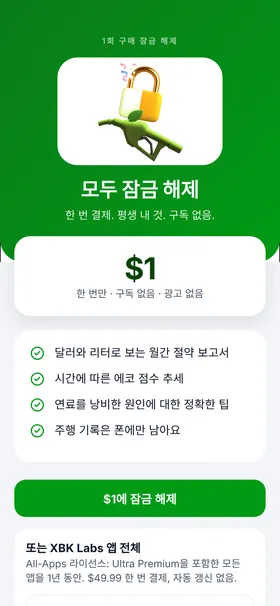 1회 구매 잠금 해제
모두 잠금 해제
한 번 결제. 평생 내 것. 구독 없음.
$1
한 번만 · 구독 없음 · 광고 없음
달러와 리터로 보는 월간 절약 보고서
시간에 따른 에코 점수 추세
연료를 낭비한 원인에 대한 정확한 팁
주행 기록은 폰에만 남아요
$1에 잠금 해제
또는 XBK Labs 앱 전체
All-Apps 라이선스: Ultra Premium을 포함한 모든
앱을 1년 동안. $49.99 한 번 결제, 자동 갱신 없음.